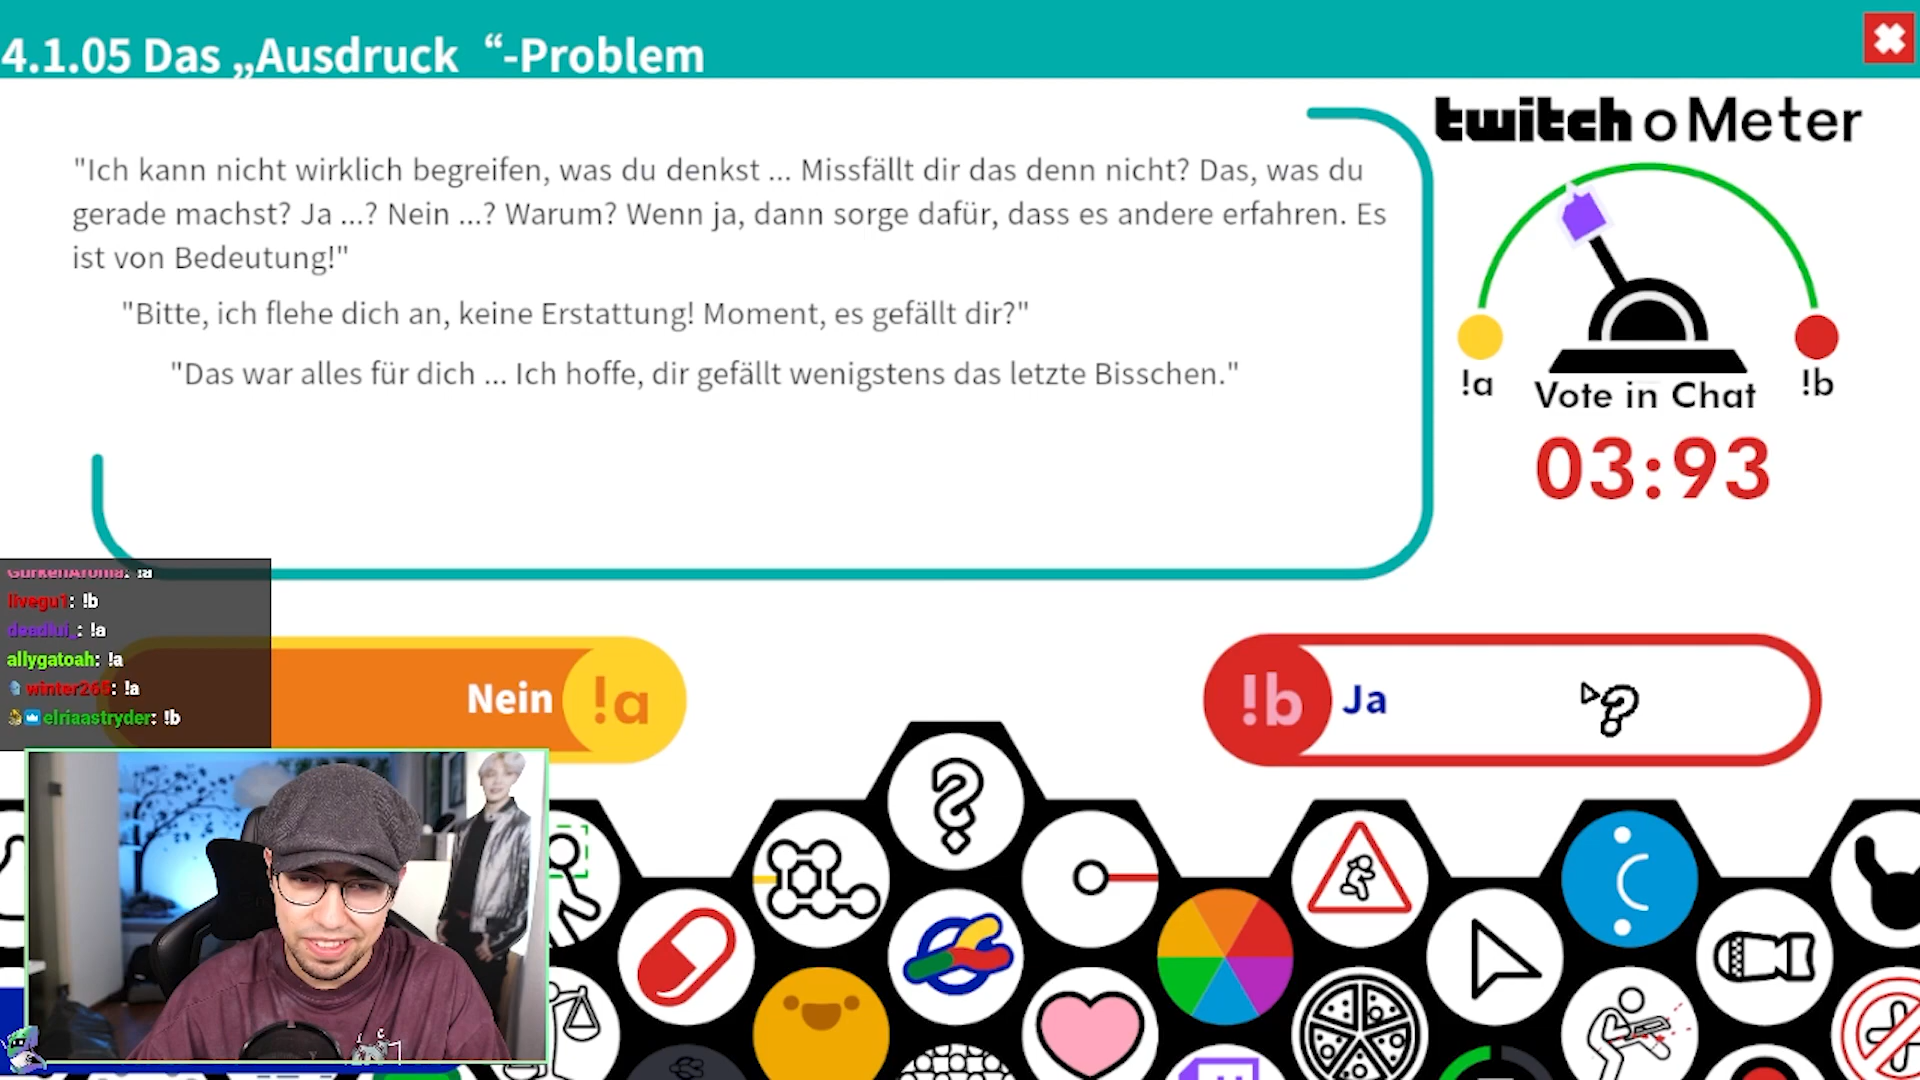 4.1.05 Das „Ausdruck “-Problem
twitch o Meter
"Ich kann nicht wirklich begreifen, was du denkst ... Missfällt dir das denn nicht? Das, was du
gerade machst? Ja ...? Nein ...? Warum? Wenn ja, dann sorge dafür, dass es andere erfahren. Es
ist von Bedeutung!"
"Bitte, ich flehe dich an, keine Erstattung! Moment, es gefällt dir?"
"Das war alles für dich ... Ich hoffe, dir gefällt wenigstens das letzte Bisschen."
!a
!b
Vote in Chat
03:93
GurkenAroma: !a
livegu1: !b
deadlui_: !a
allygatoah: !a
winter265: !a
elriaastryder: !b
Nein !a
!b Ja